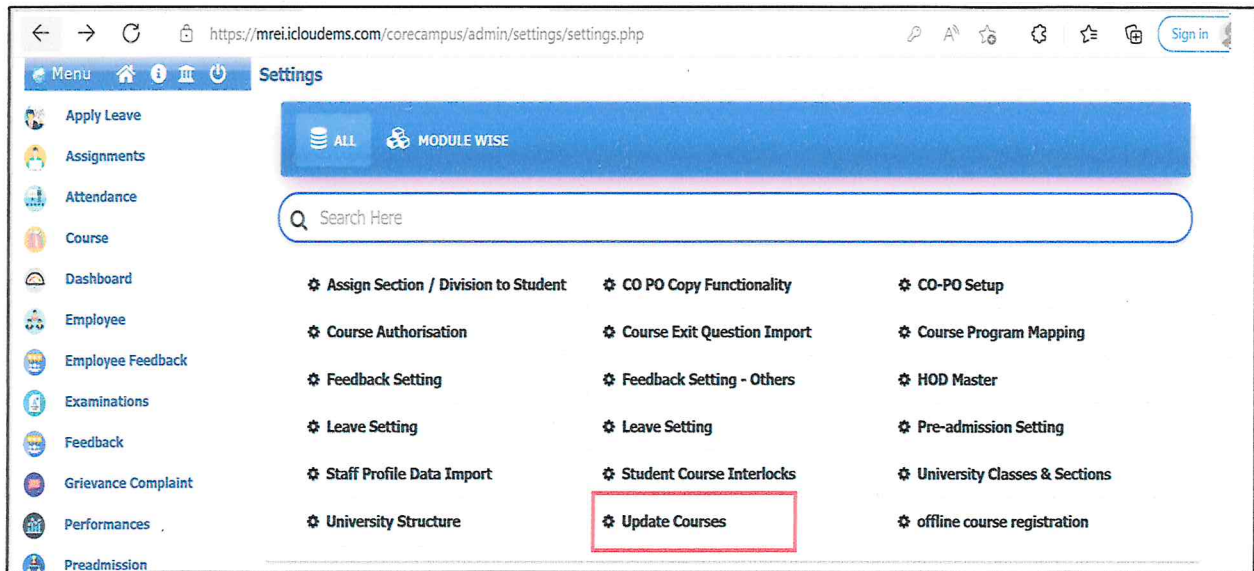 https://mrei.icloudems.com/corecampus/admin/settings/settings.php
Sign in
Menu
Settings
Apply Leave
Assignments
Attendance
Course
Dashboard
Employee
Employee Feedback
Examinations
Feedback
Grievance Complaint
Performances
Preadmission
ALL
MODULE WISE
Search Here
Assign Section / Division to Student
CO PO Copy Functionality
CO-PO Setup
Course Authorisation
Course Exit Question Import
Course Program Mapping
Feedback Setting
Feedback Setting - Others
HOD Master
Leave Setting
Leave Setting
Pre-admission Setting
Staff Profile Data Import
Student Course Interlocks
University Classes & Sections
University Structure
Update Courses
offline course registration